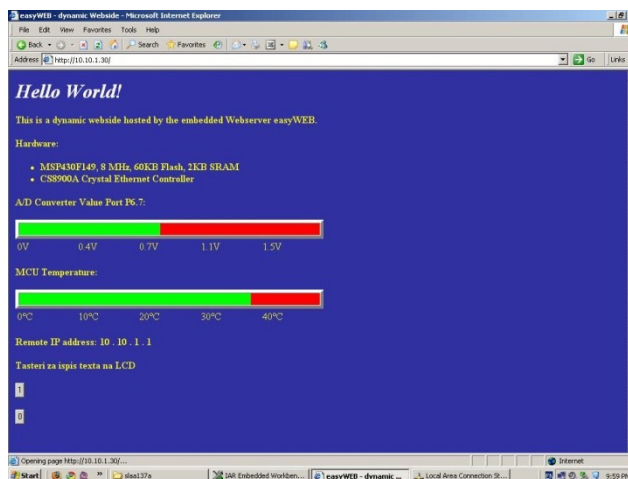 easyWEB - dynamic Webside - Microsoft Internet Explorer
File Edit View Favorites Tools Help
Back Search Favorites
Address http://10.10.1.30/ Go Links
Hello World!
This is a dynamic webside hosted by the embedded Webserver easyWEB.
Hardware:
MSP430F149, 8 MHz, 60KB Flash, 2KB SRAM
CS8900A Crystal Ethernet Controller
A/D Converter Value Port P6.7:
0V 0.4V 0.7V 1.1V 1.5V
MCU Temperature:
0°C 10°C 20°C 30°C 40°C
Remote IP address: 10 . 10 . 1 . 1
Tasteri za ispis texta na LCD
1
0
Opening page http://10.10.1.30/... Internet
Start » slaa137a IAR Embedded Workben... easyWEB - dynamic ... Local Area Connection St... 9:59 PM